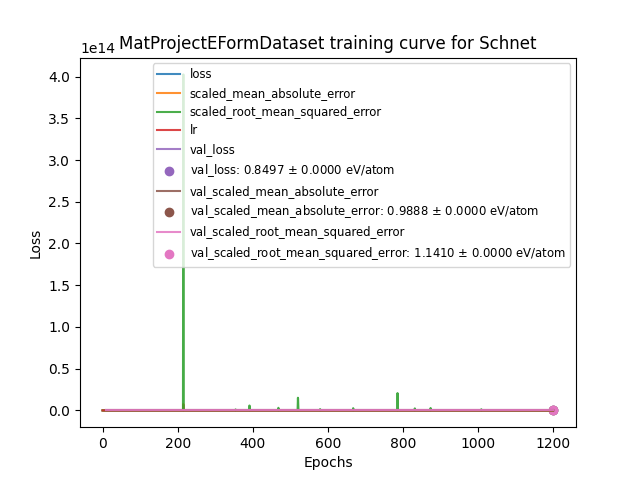 MatProjectEFormDataset training curve for Schnet
1e14
4.0
3.5
3.0
2.5
2.0
1.5
1.0
0.5
0.0
Loss
loss
scaled_mean_absolute_error
scaled_root_mean_squared_error
lr
val_loss
val_loss: 0.8497 ± 0.0000 eV/atom
val_scaled_mean_absolute_error
val_scaled_mean_absolute_error: 0.9888 ± 0.0000 eV/atom
val_scaled_root_mean_squared_error
val_scaled_root_mean_squared_error: 1.1410 ± 0.0000 eV/atom
0 200 400 600 800 1000 1200
Epochs